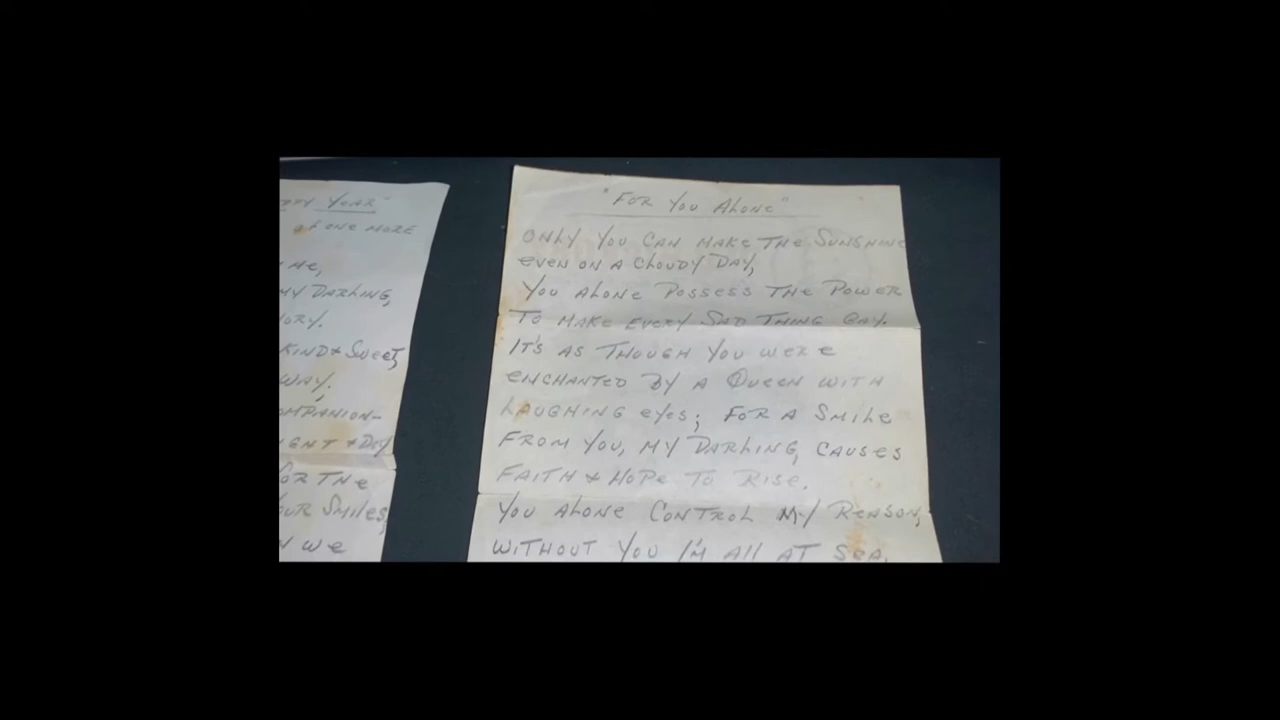 YEAR"
of one MORE
Me,
MY DARLING,
KIND & SWEET,
WAY.
& DAY
FOR THE
SMILES,
we
"FOR YOU ALONE"
ONLY YOU CAN MAKE THE SUNSHINE
EVEN ON A CLOUDY DAY,
YOU ALONE POSSESS THE POWER
TO MAKE EVERY SAD THING GAY.
IT'S AS THOUGH YOU WERE
ENCHANTED BY A QUEEN WITH
LAUGHING EYES; FOR A SMILE
FROM YOU, MY DARLING, CAUSES
FAITH & HOPE TO RISE.
YOU ALONE CONTROL MY REASON,
WITHOUT YOU I'M ALL AT SEA.